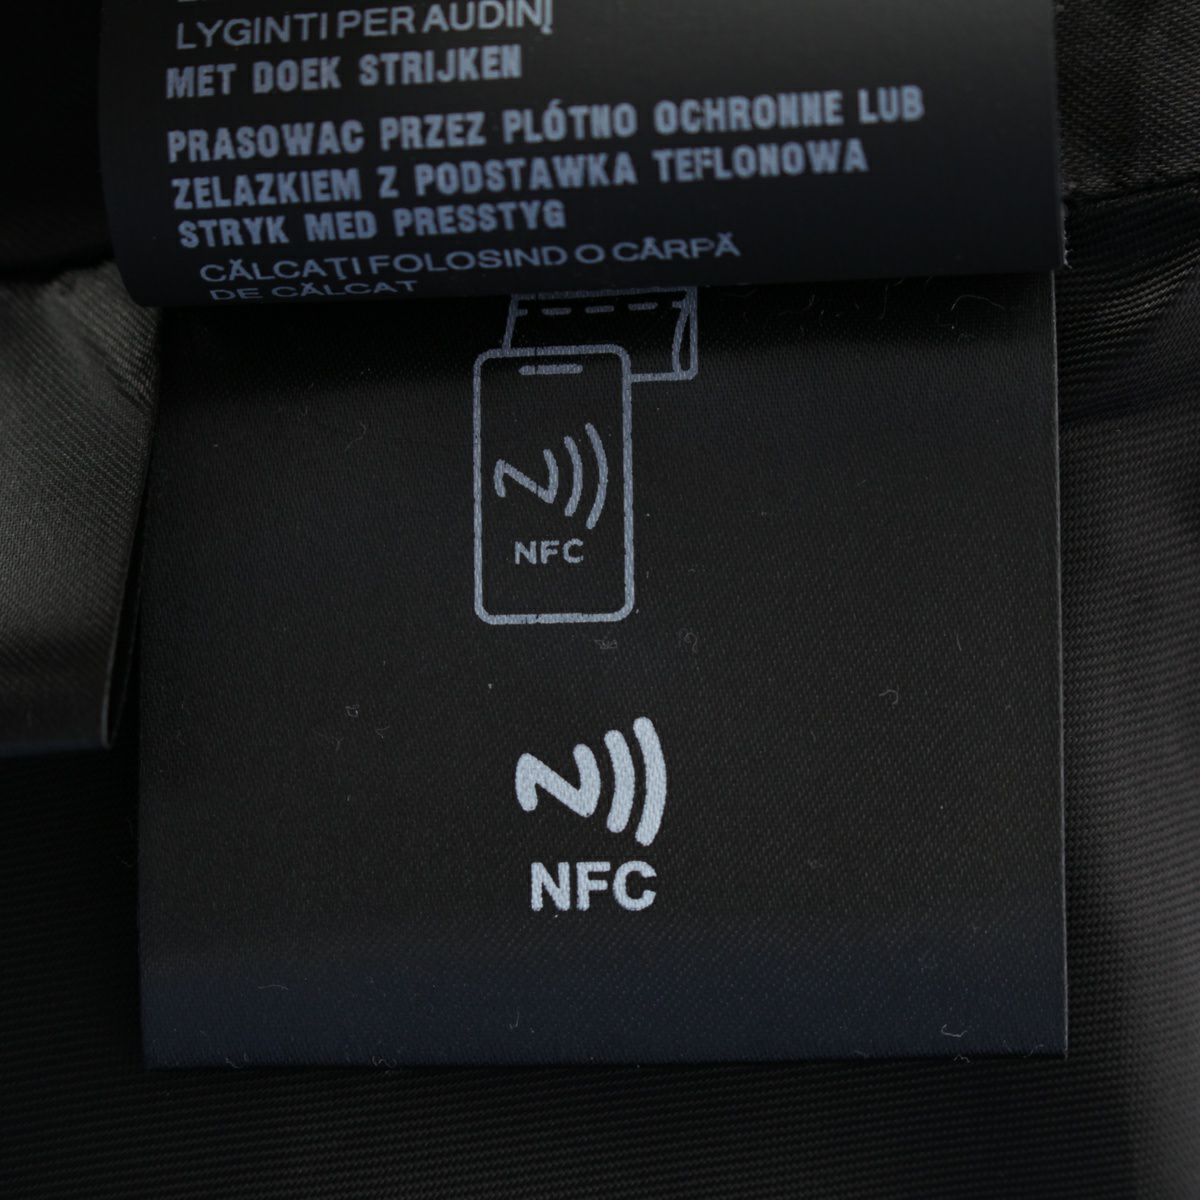 LYGINTI PER AUDINĮ
MET DOEK STRIJKEN
PRASOWAC PRZEZ PLÓTNO OCHRONNE LUB
ZELAZKIEM Z PODSTAWKA TEFLONOWA
STRYK MED PRESSTYG
CĂLCAȚI FOLOSIND O CÂRPĂ
DE CĂLCAT
NFC
NFC